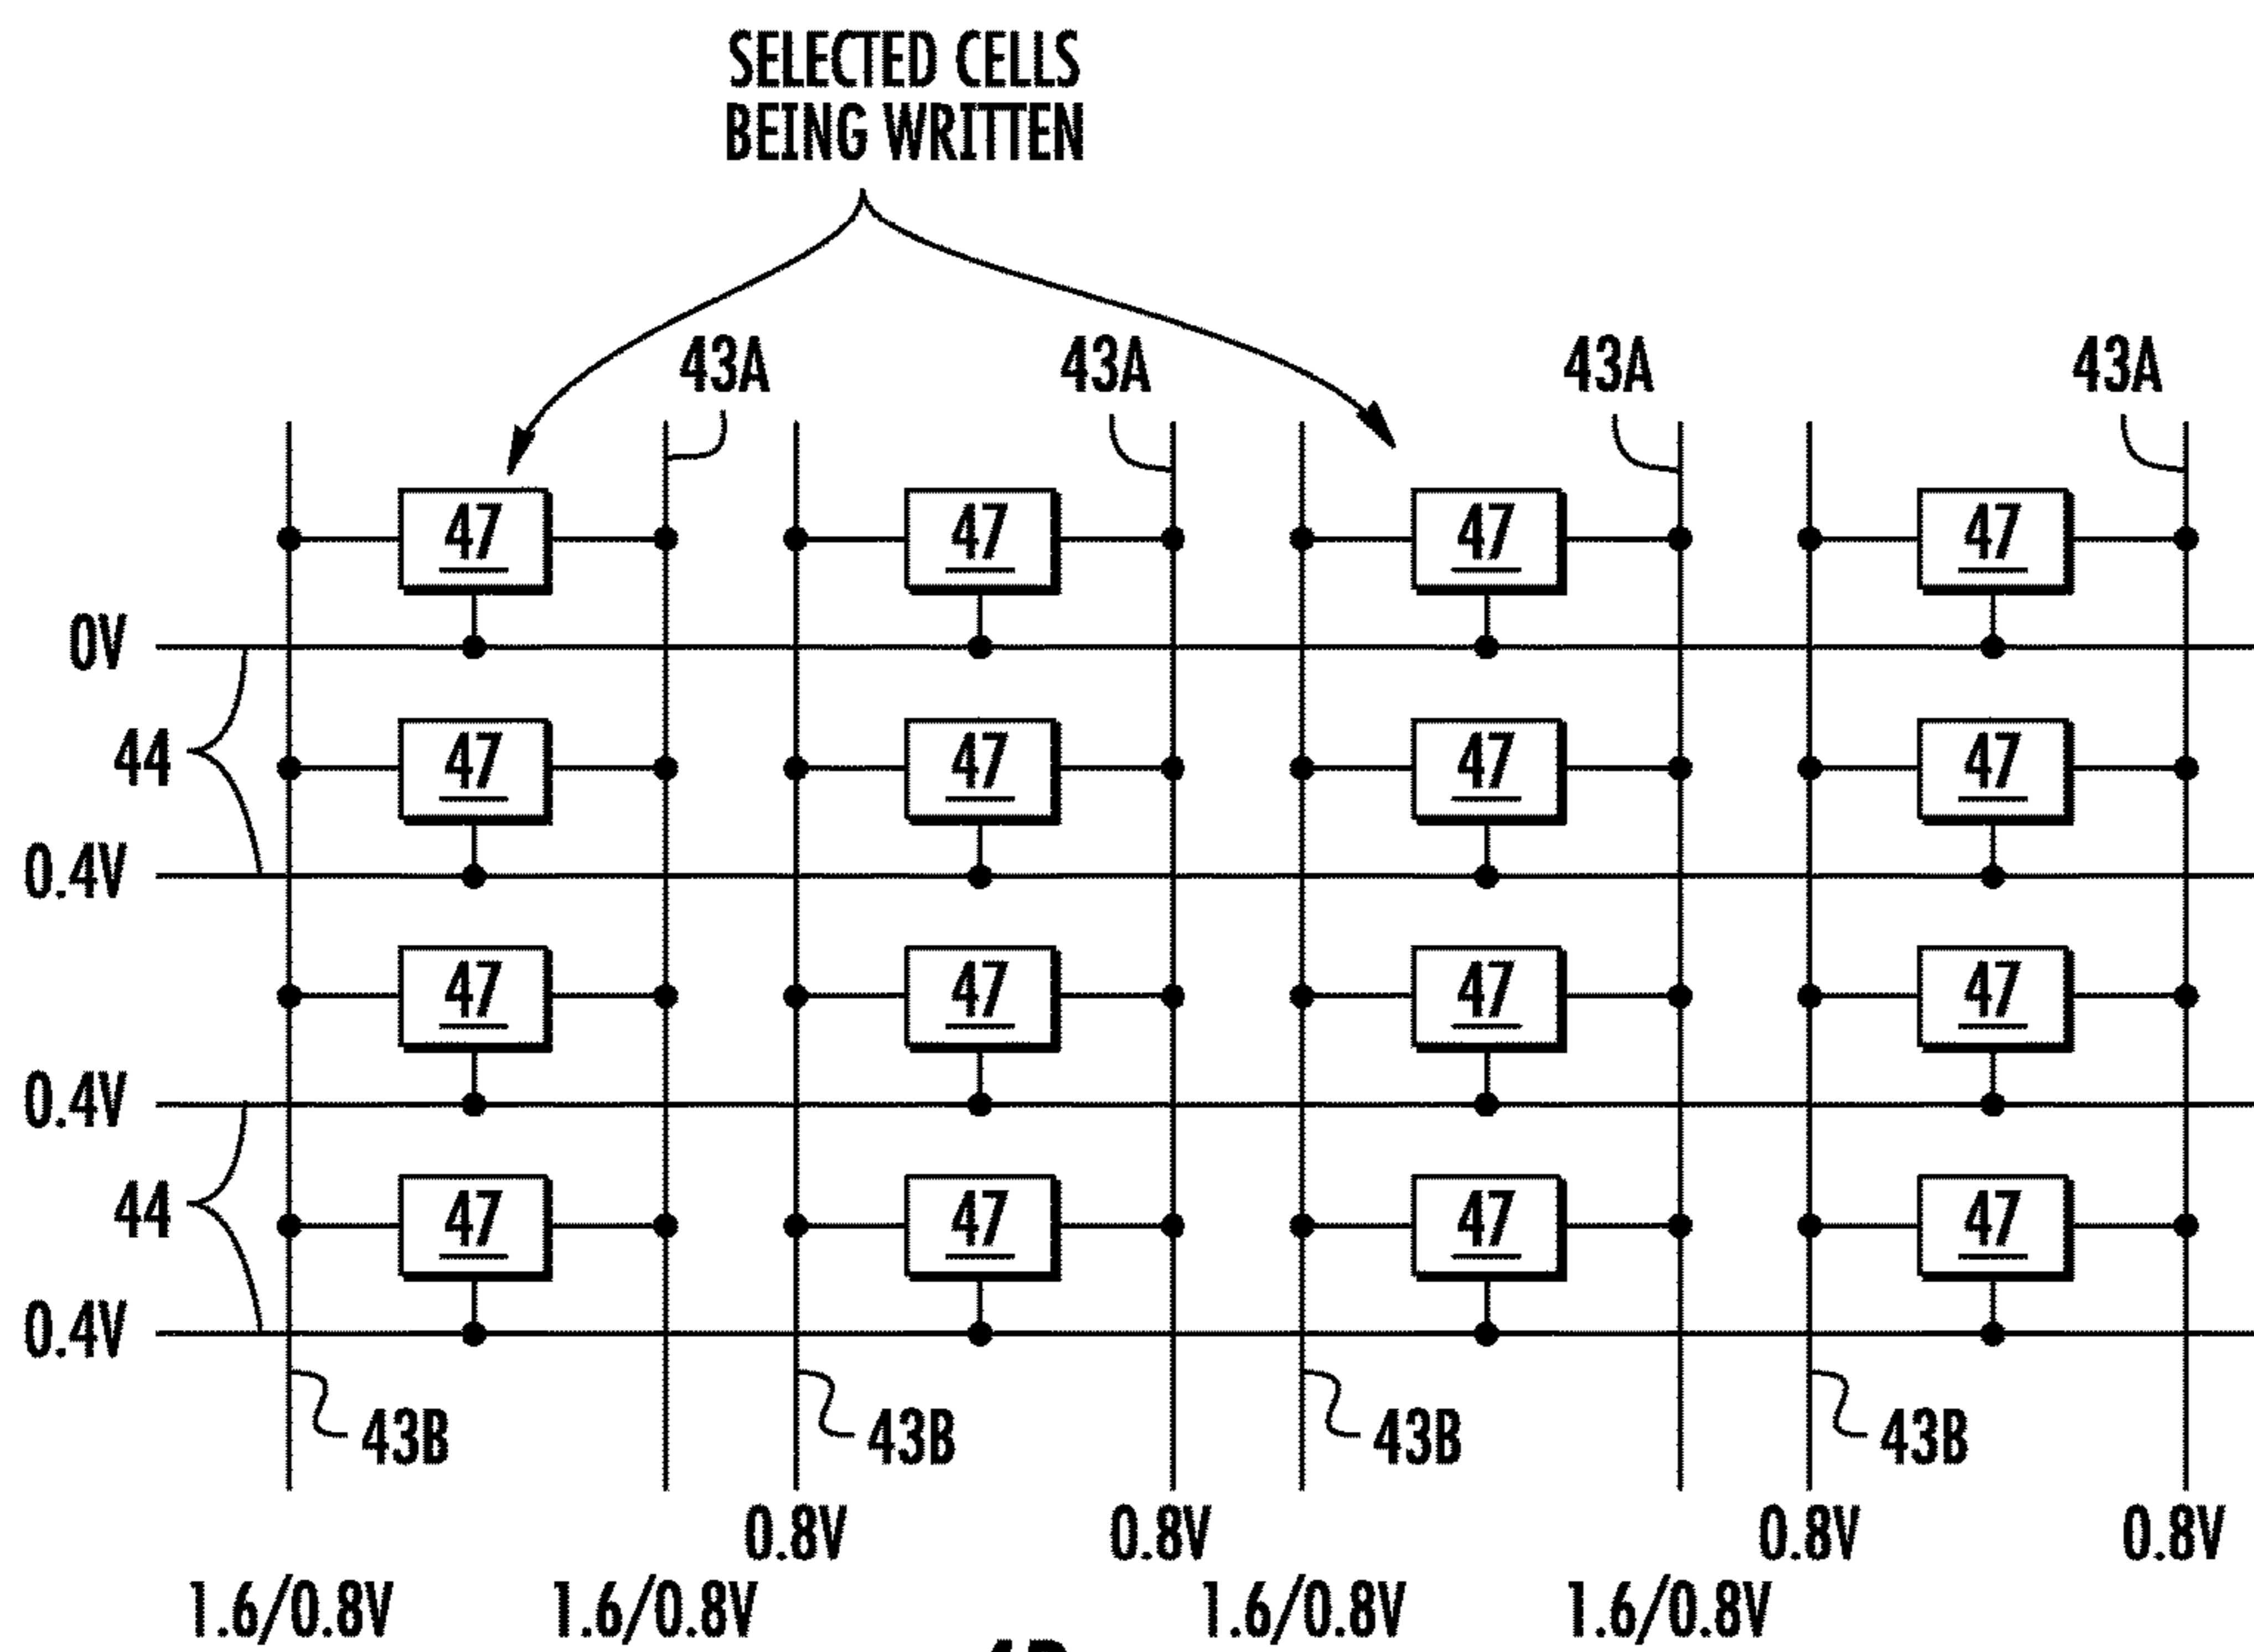 SELECTED CELLS
BEING WRITTEN
43A 43A 43A 43A
47 47 47 47
0V
44
47 47 47 47
0.4V
47 47 47 47
0.4V
44
47 47 47 47
0.4V
43B 43B 43B 43B
0.8V 0.8V 0.8V 0.8V
1.6/0.8V 1.6/0.8V 1.6/0.8V 1.6/0.8V